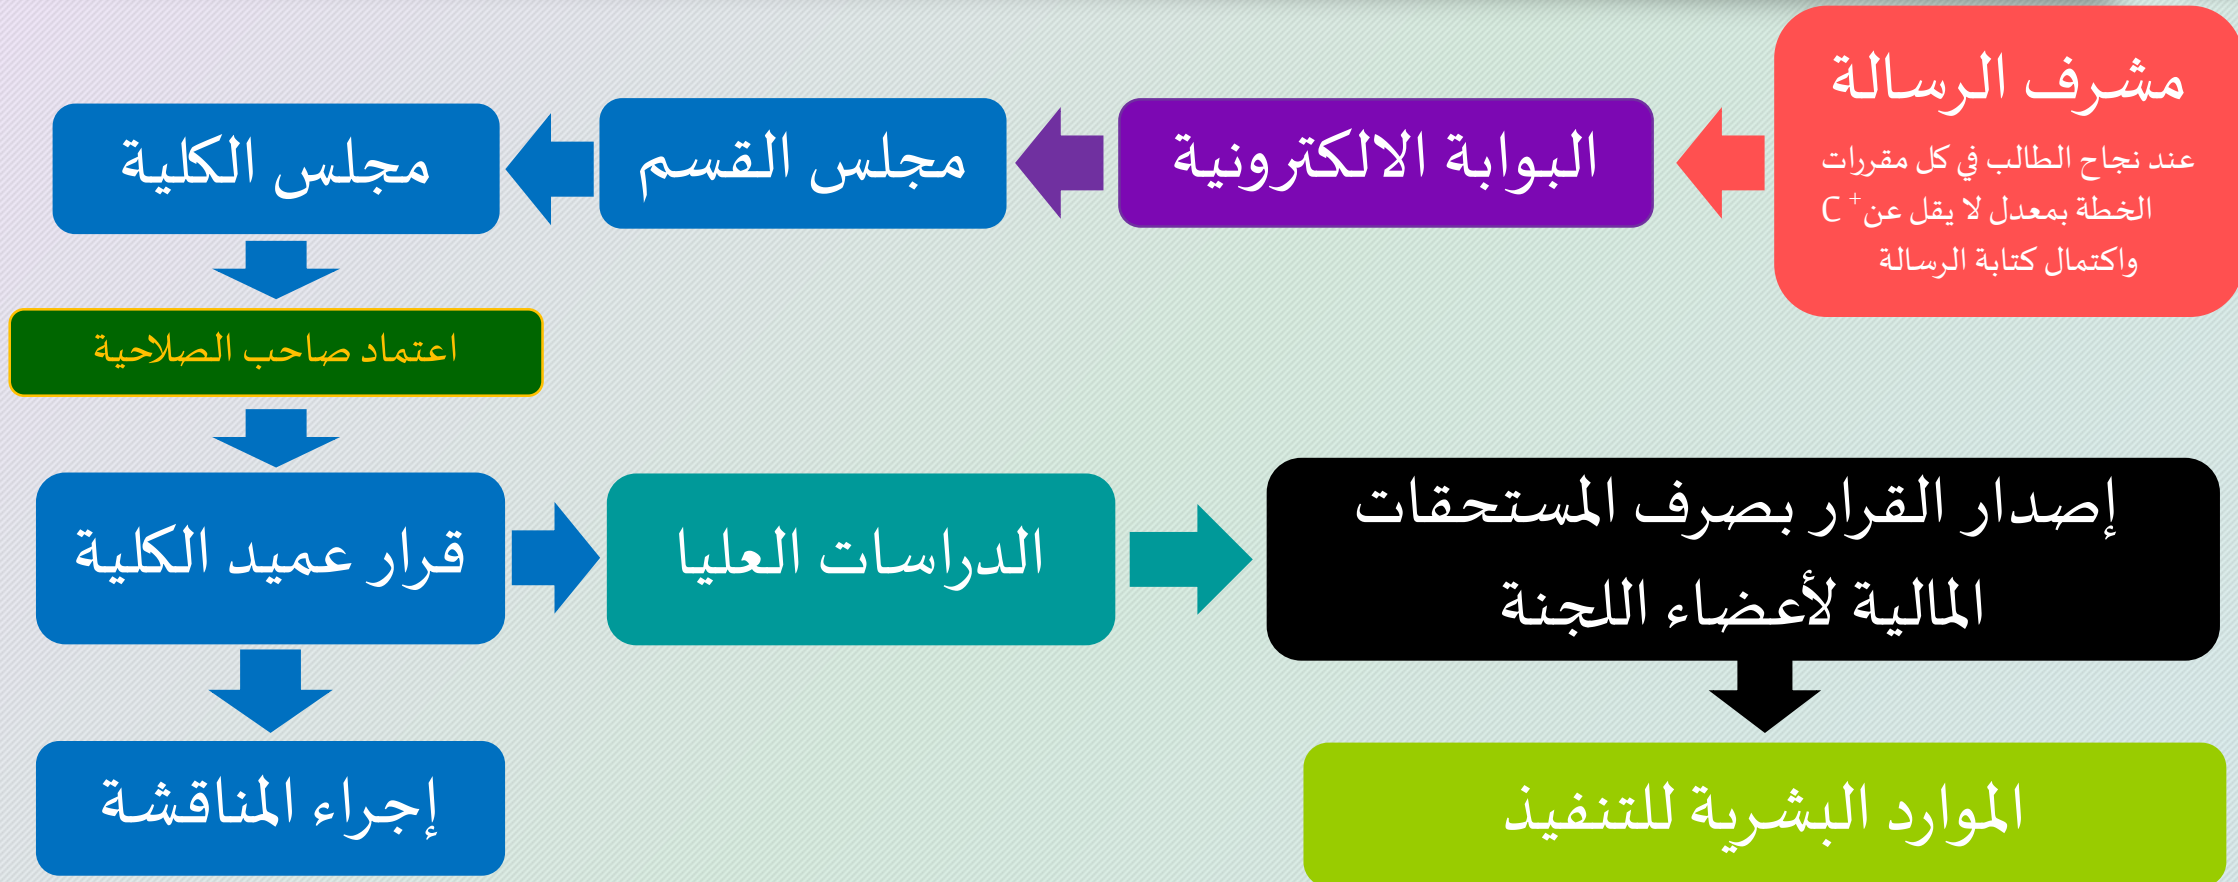 مشرف الرسالة
عند نجاح الطالب في كل مقررات
الخطة بمعدل لا يقل عن C+
واكتمال كتابة الرسالة
البوابة الالكترونية
مجلس القسم
مجلس الكلية
اعتماد صاحب الصلاحية
قرار عميد الكلية
الدراسات العليا
إصدار القرار بصرف المستحقات
المالية لأعضاء اللجنة
إجراء المناقشة
الموارد البشرية للتنفيذ